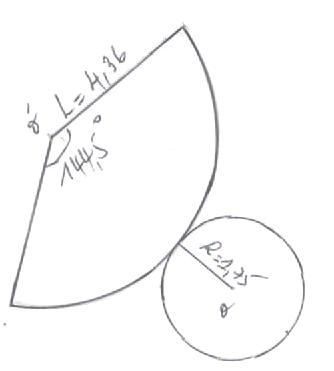 L = 4,36
o'
144,5°
R=1,75
o